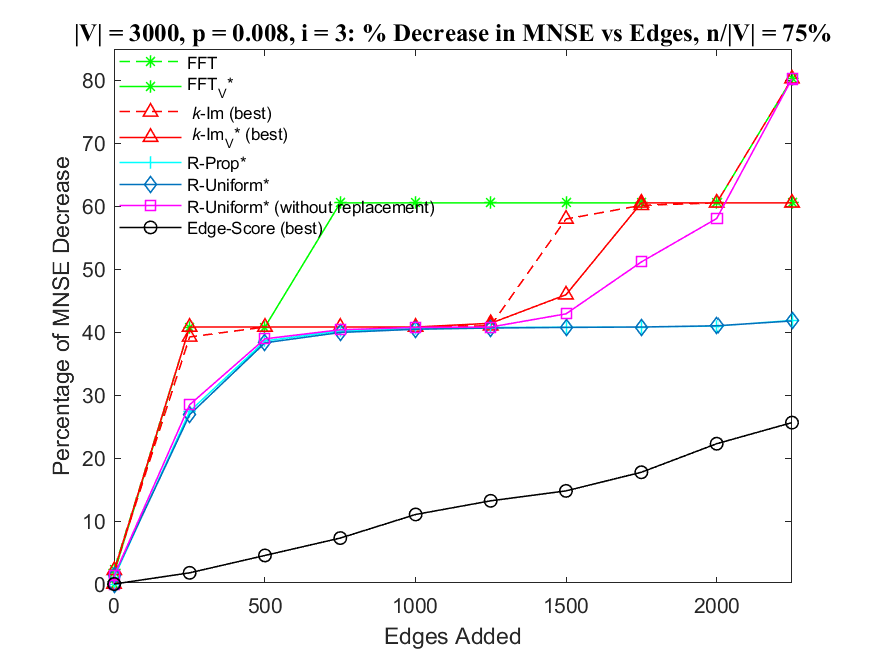 |V| = 3000, p = 0.008, i = 3: % Decrease in MNSE vs Edges, n/|V| = 75%
FFT
FFT_V*
k-Im (best)
k-Im_V* (best)
R-Prop*
R-Uniform*
R-Uniform* (without replacement)
Edge-Score (best)
Percentage of MNSE Decrease
80
70
60
50
40
30
20
10
0
0 500 1000 1500 2000
Edges Added